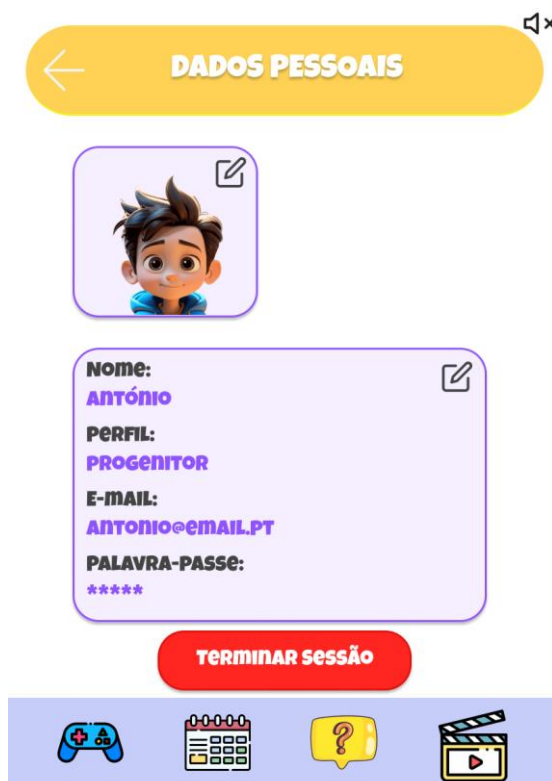 DADOS PESSOAIS
Nome:
António
Perfil:
Progenitor
E-mail:
antonio@email.pt
Palavra-passe:
*****
Terminar sessão
?